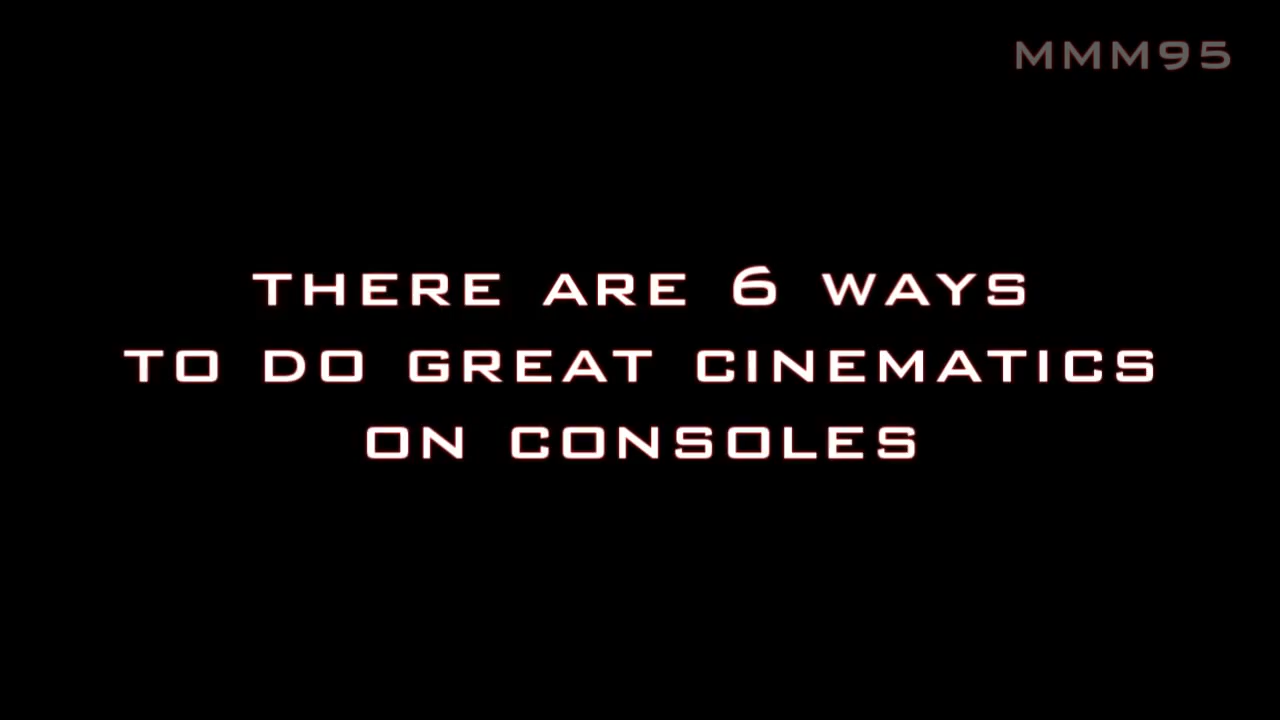 MMM95
THERE ARE 6 WAYS
TO DO GREAT CINEMATICS
ON CONSOLES